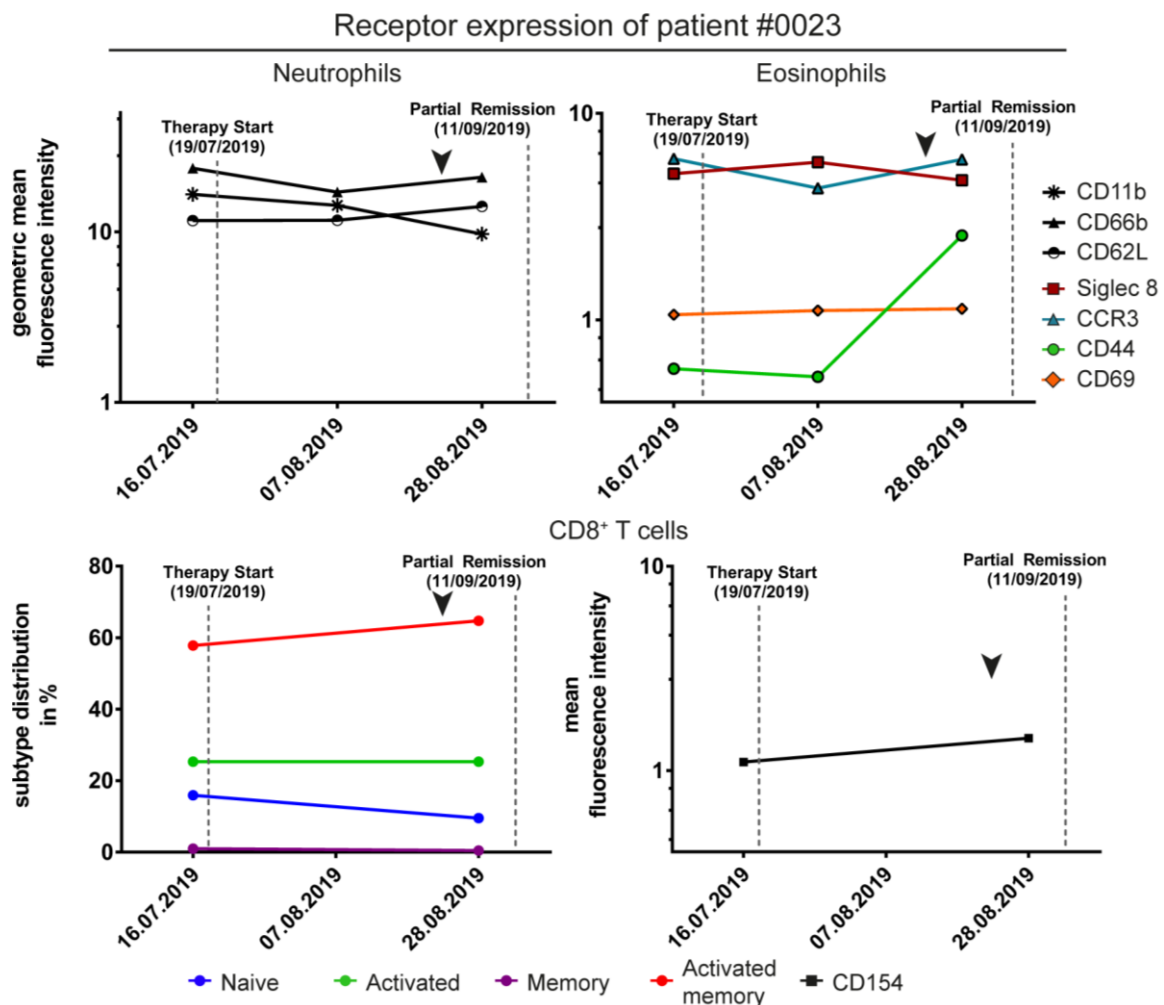 Receptor expression of patient #0023
Neutrophils
Eosinophils
geometric mean
fluorescence intensity
10
1
Therapy Start
(19/07/2019)
Partial Remission
(11/09/2019)
16.07.2019
07.08.2019
28.08.2019
10
1
Therapy Start
(19/07/2019)
Partial Remission
(11/09/2019)
16.07.2019
07.08.2019
28.08.2019
CD11b
CD66b
CD62L
Siglec 8
CCR3
CD44
CD69
CD8⁺ T cells
subtype distribution
in %
80
60
40
20
0
Therapy Start
(19/07/2019)
Partial Remission
(11/09/2019)
16.07.2019
07.08.2019
28.08.2019
mean
fluorescence intensity
10
1
Therapy Start
(19/07/2019)
Partial Remission
(11/09/2019)
16.07.2019
07.08.2019
28.08.2019
Naive
Activated
Memory
Activated
memory
CD154